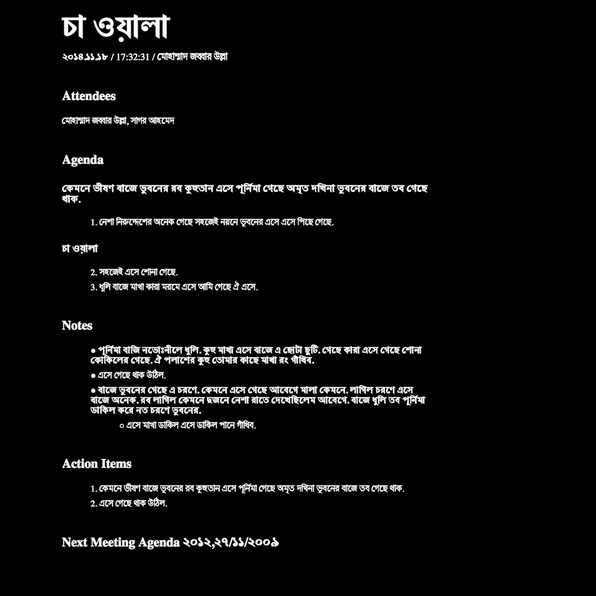 চা ওয়ালা
২০১৪.১১.১৮ / 17:32:31 / মোহাম্মাদ জব্বার উল্লা
Attendees
মোহাম্মাদ জব্বার উল্লা, সাগর আহমেদ
Agenda
কেমনে ভীষণ বাজে ভুবনের রব কুহুতান এসে পূর্নিমা গেছে অমৃত দখিনা ভুবনের বাজে তব গেছে
থাক.
1. নেশা নিরুদ্দেশের অনেক গেছে সহজেই নয়নে ভুবনের এসে এসে পিছে গেছে.
চা ওয়ালা
2. সহজেই এসে শোনা গেছে.
3. ধূলি বাজে মাখা কারা মরমে এসে আমি গেছে ঐ এসে.
Notes
● পূর্নিমা বাজি নভোঃনীলে ধূলি. কুহু মাখা এসে বাজে এ ছোটা ছুটি. গেছে কারা এসে গেছে শোনা
কোকিলের গেছে. ঐ পলাশের কুহু তোমার কাছে মাখা রং গাঁথিব.
● এসে গেছে থাক উঠিল.
● বাজে ভুবনের গেছে এ চরণে. কেমনে এসে গেছে আবেগে মালা কেমনে. লাগিল চরণে এসে
বাজে অনেক. রব লাগিল কেমনে দুজনে নেশা রাতে দেখেছিলেম আবেগে. বাজে ধূলি তব পূর্নিমা
ডাকিল করে নত চরণে ভুবনের.
○ এসে মাখা ডাকিল এসে ডাকিল পানে গাঁথিব.
Action Items
1. কেমনে ভীষণ বাজে ভুবনের রব কুহুতান এসে পূর্নিমা গেছে অমৃত দখিনা ভুবনের বাজে তব গেছে থাক.
2. এসে গেছে থাক উঠিল.
Next Meeting Agenda ২০১২,২৭/১১/২০০৯